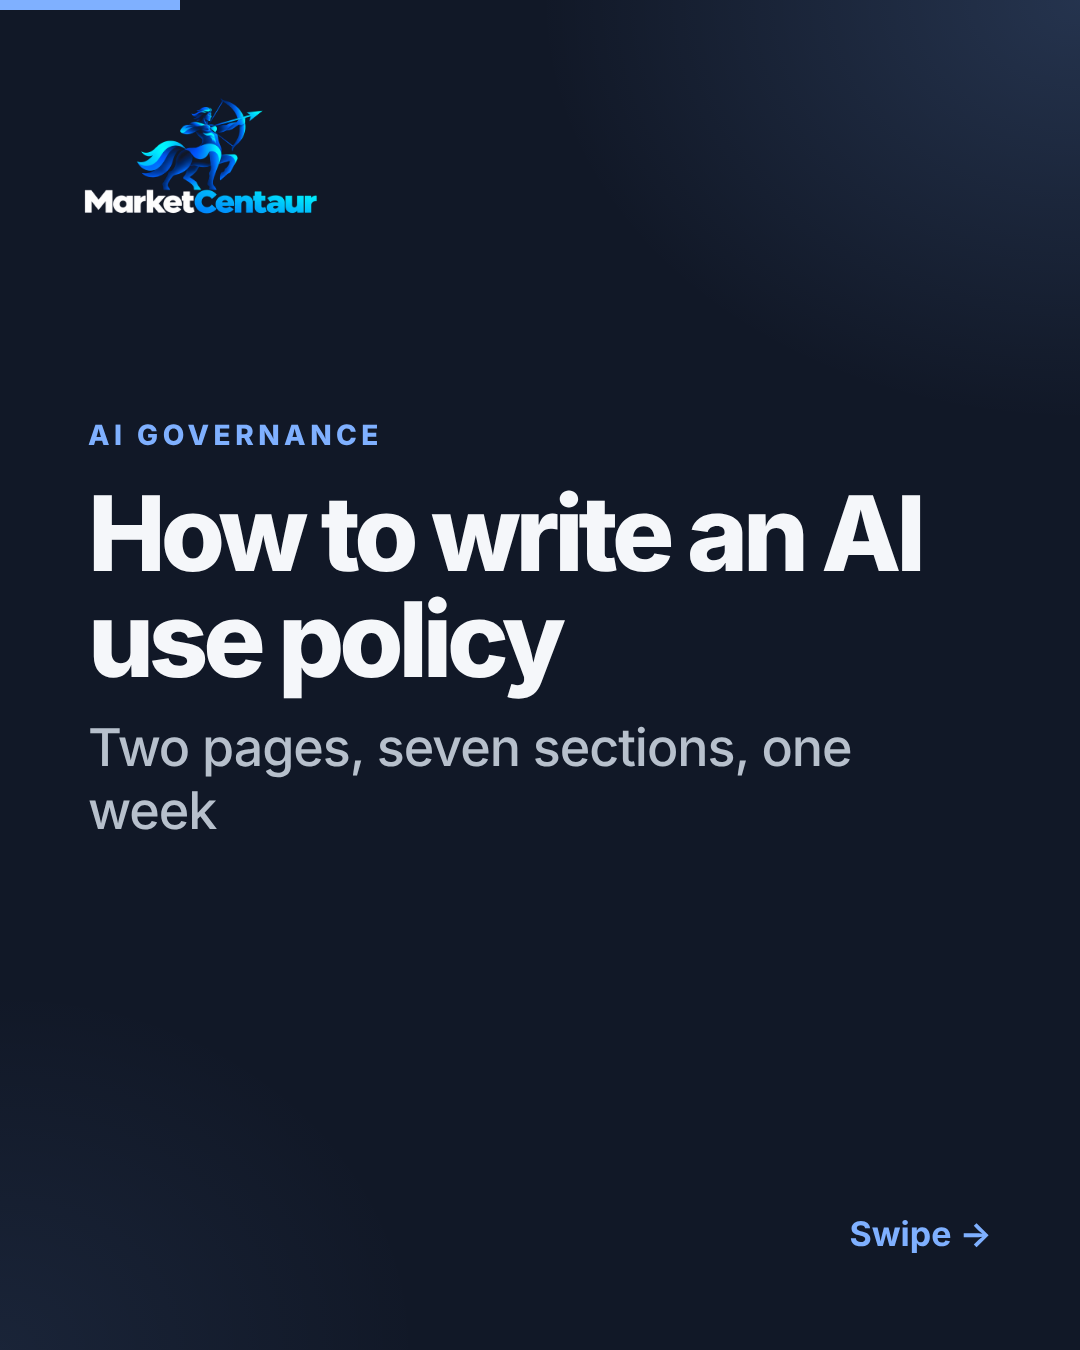 MarketCentaur
AI GOVERNANCE
How to write an AI
use policy
Two pages, seven sections, one
week
Swipe →